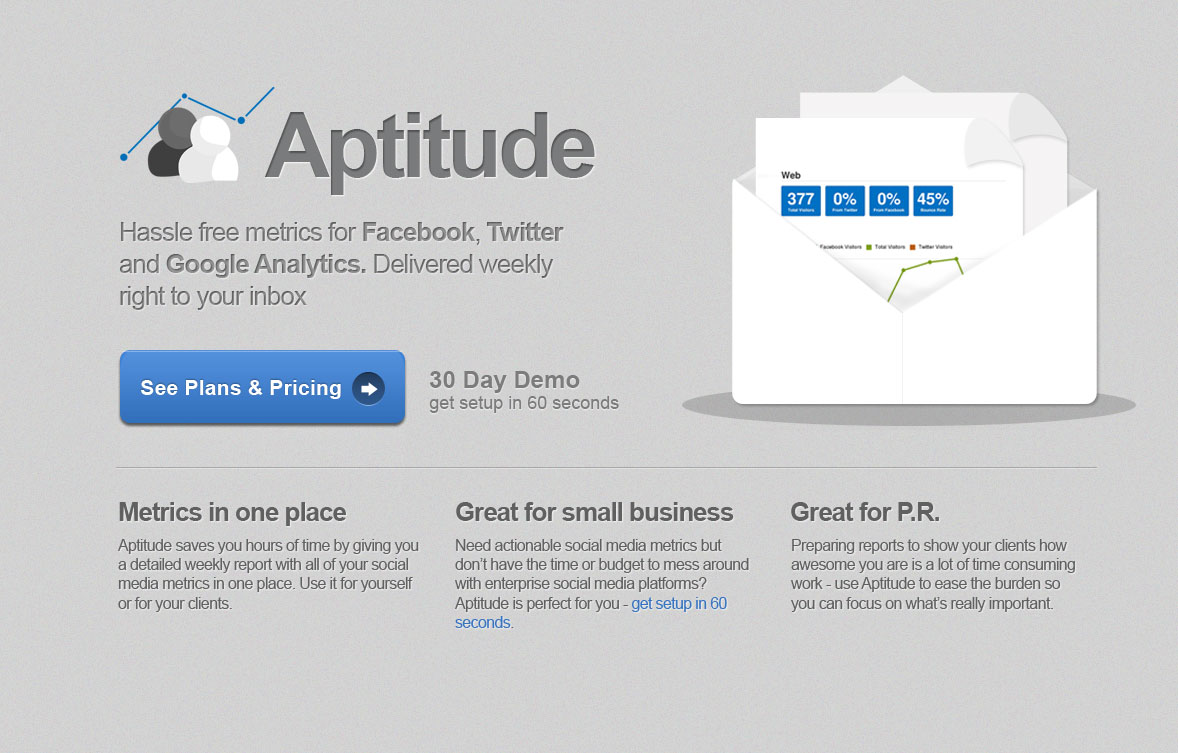 Aptitude
Hassle free metrics for Facebook, Twitter
and Google Analytics. Delivered weekly
right to your inbox
See Plans & Pricing
30 Day Demo
get setup in 60 seconds
Web
377 0% 0% 45%
Total Visitors From Twitter From Facebook Bounce Rate
Facebook Visitors Total Visitors Twitter Visitors
Metrics in one place
Aptitude saves you hours of time by giving you
a detailed weekly report with all of your social
media metrics in one place. Use it for yourself
or for your clients.
Great for small business
Need actionable social media metrics but
don’t have the time or budget to mess around
with enterprise social media platforms?
Aptitude is perfect for you - get setup in 60
seconds.
Great for P.R.
Preparing reports to show your clients how
awesome you are is a lot of time consuming
work - use Aptitude to ease the burden so
you can focus on what’s really important.